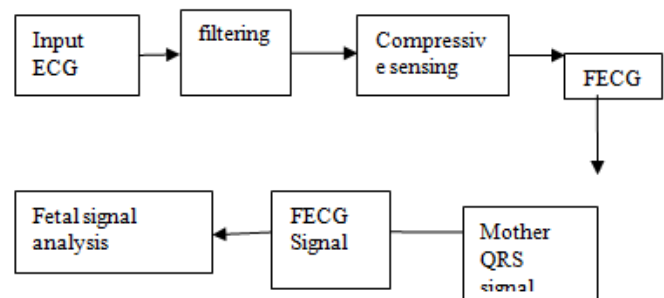 Input
ECG
filtering
Compressiv
e sensing
FECG
Fetal signal
analysis
FECG
Signal
Mother
QRS
signal